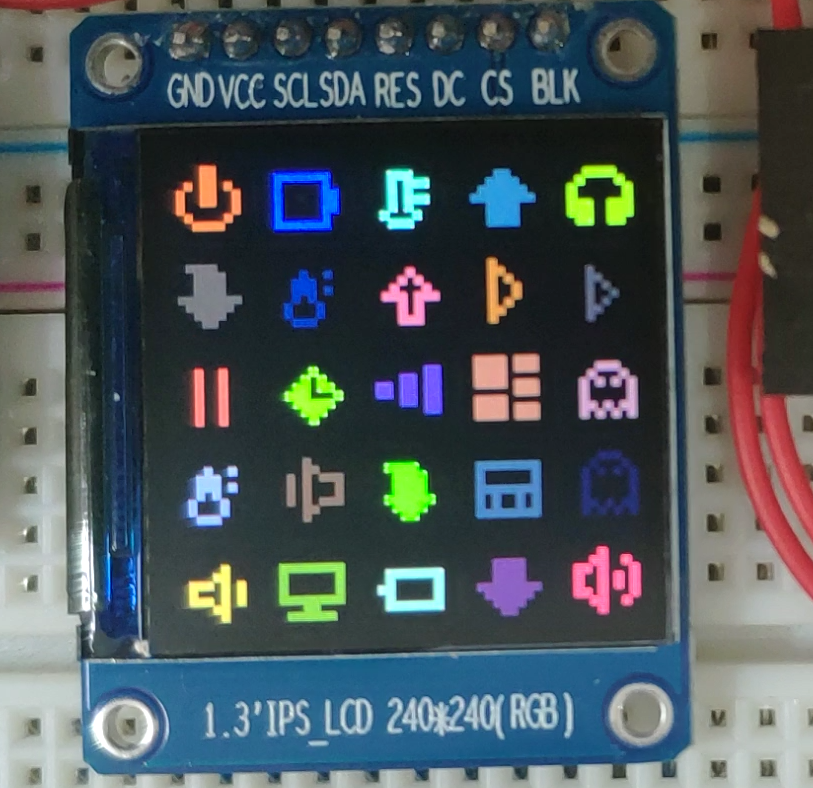 GND VCC SCL SDA RES DC CS BLK
1.3'IPS_LCD 240*240(RGB)